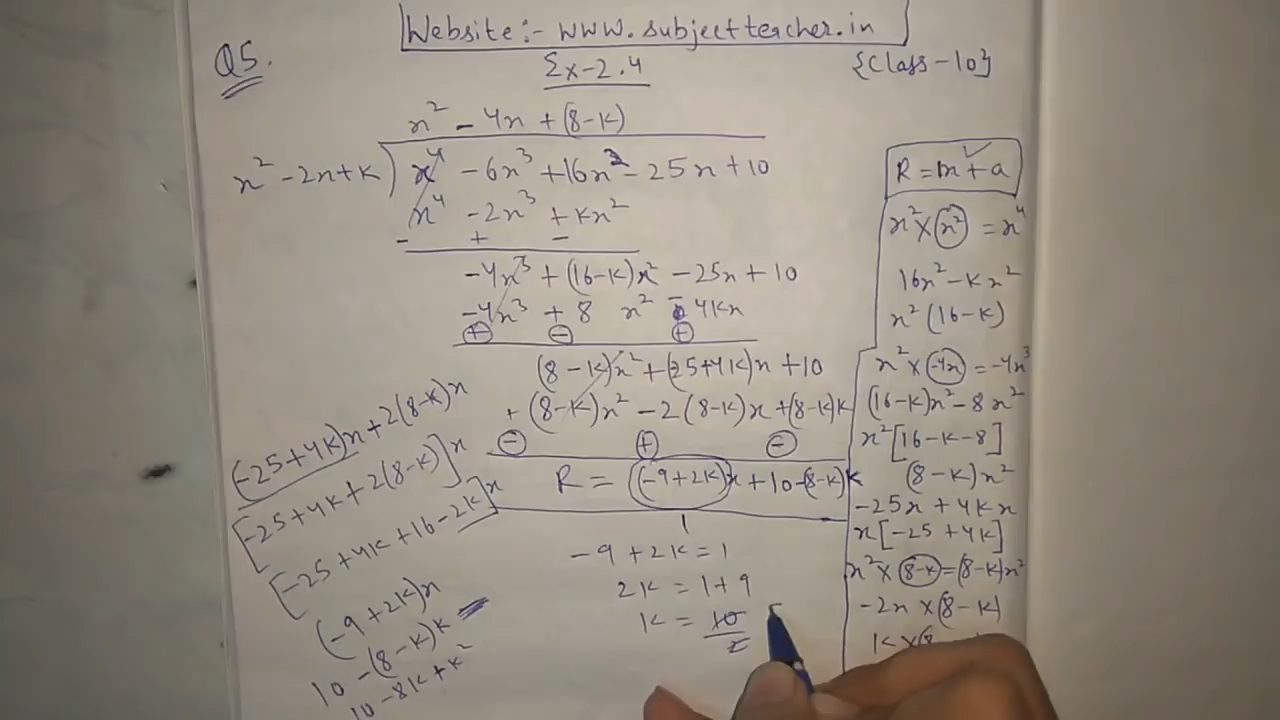 Website:- www.subjectteacher.in
Q5.
Ex-2.4
{Class-10}
x² - 4x + (8-k)
x² - 2x + k ) x⁴ - 6x³ + 16x² - 25x + 10
x⁴ - 2x³ + kx²
- + -
-4x³ + (16-k)x² - 25x + 10
-4x³ + 8 x² - 4kx
+ - +
(8-k)x² + (25+4k)x + 10
+ (8-k)x² - 2(8-k)x + (8-k)k
- + -
R = (-9+2k)x + 10-(8-k)k
-9 + 2k = 1
2k = 1+9
k = 10/2 5
(-25+4k)x + 2(8-k)x
[-25+4k+2(8-k)]x
[-25+4k+16-2k]x
(-9+2k)x
10-(8-k)k
10-8k+k²
R = mx + a
x² × x² = x⁴
16x² - kx²
x²(16-k)
x² × -4x = -4x³
(16-k)x² - 8x²
x²[16-k-8]
(8-k)x²
-25x + 4kx
x[-25+4k]
x² × 8-k = (8-k)x²
-2x × (8-k)
k × (8